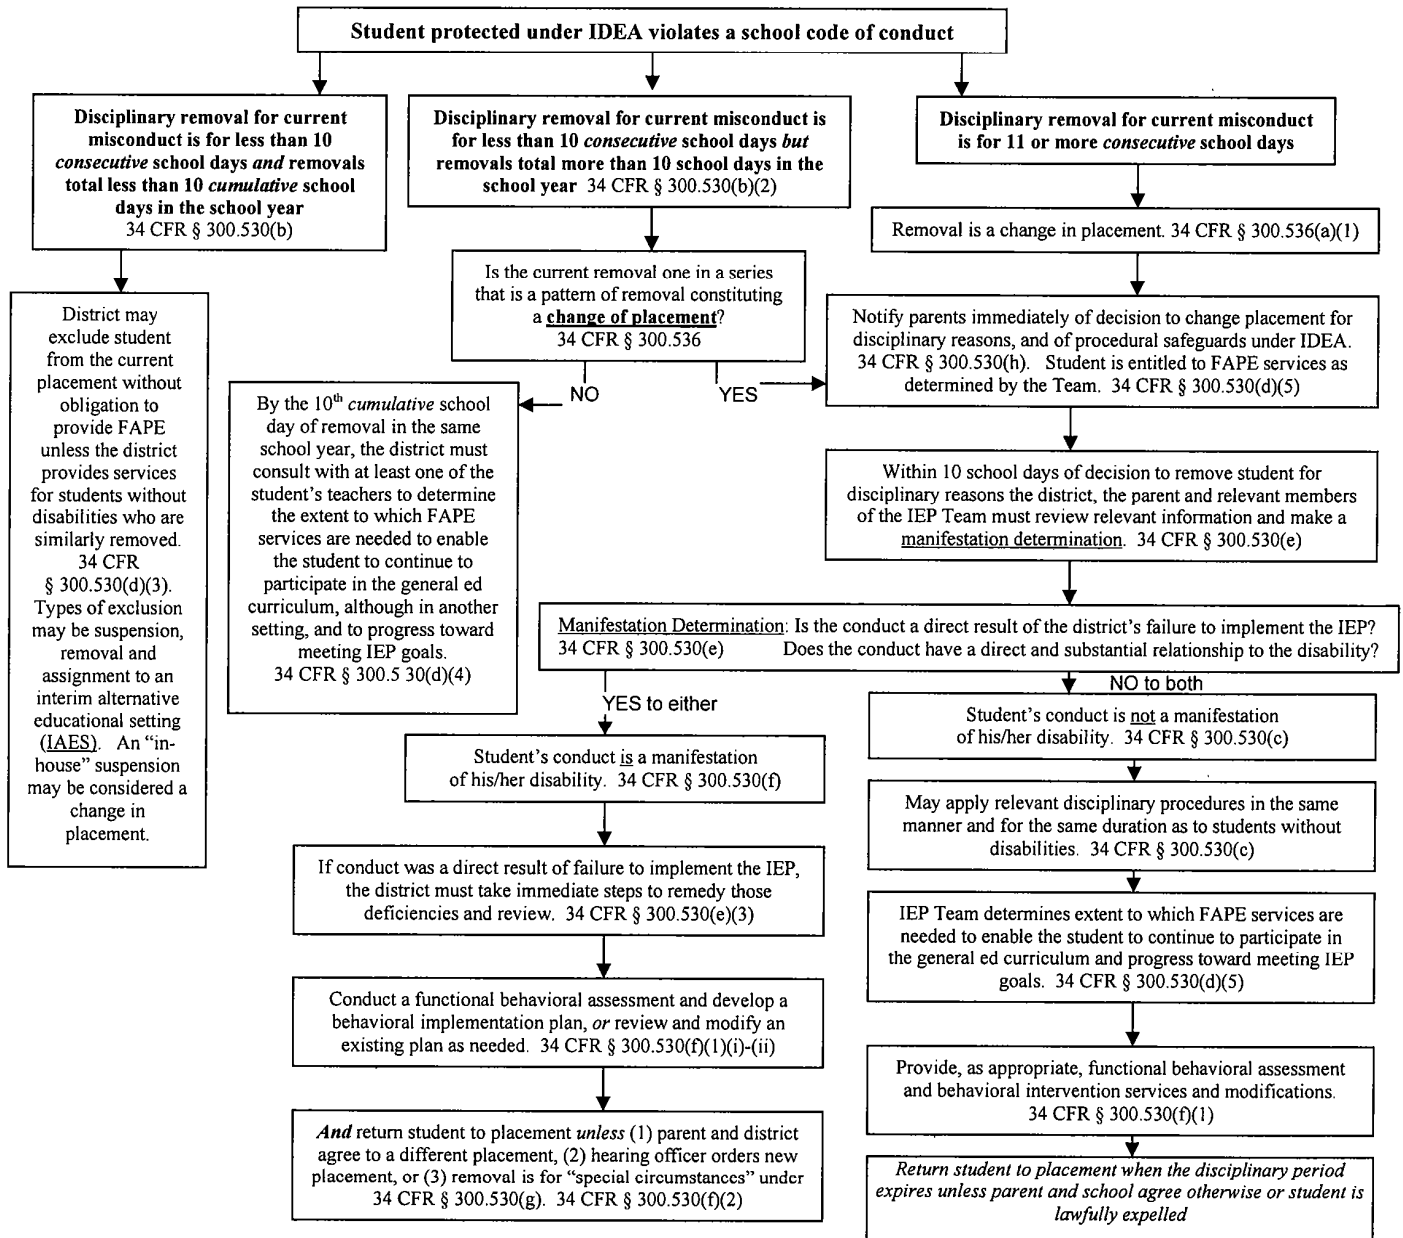 Student protected under IDEA violates a school code of conduct
Disciplinary removal for current
misconduct is for less than 10
consecutive school days and removals
total less than 10 cumulative school
days in the school year
34 CFR § 300.530(b)
Disciplinary removal for current misconduct is
for less than 10 consecutive school days but
removals total more than 10 school days in the
school year 34 CFR § 300.530(b)(2)
Disciplinary removal for current misconduct
is for 11 or more consecutive school days
Removal is a change in placement. 34 CFR § 300.536(a)(1)
Is the current removal one in a series
that is a pattern of removal constituting
a change of placement?
34 CFR § 300.536
NO
YES
Notify parents immediately of decision to change placement for
disciplinary reasons, and of procedural safeguards under IDEA.
34 CFR § 300.530(h). Student is entitled to FAPE services as
determined by the Team. 34 CFR § 300.530(d)(5)
District may
exclude student
from the current
placement without
obligation to
provide FAPE
unless the district
provides services
for students without
disabilities who are
similarly removed.
34 CFR
§ 300.530(d)(3).
Types of exclusion
may be suspension,
removal and
assignment to an
interim alternative
educational setting
(IAES). An “in-
house” suspension
may be considered a
change in
placement.
By the 10th cumulative school
day of removal in the same
school year, the district must
consult with at least one of the
student’s teachers to determine
the extent to which FAPE
services are needed to enable
the student to continue to
participate in the general ed
curriculum, although in another
setting, and to progress toward
meeting IEP goals.
34 CFR § 300.5 30(d)(4)
Within 10 school days of decision to remove student for
disciplinary reasons the district, the parent and relevant members
of the IEP Team must review relevant information and make a
manifestation determination. 34 CFR § 300.530(e)
Manifestation Determination: Is the conduct a direct result of the district’s failure to implement the IEP?
34 CFR § 300.530(e) Does the conduct have a direct and substantial relationship to the disability?
YES to either
NO to both
Student’s conduct is a manifestation
of his/her disability. 34 CFR § 300.530(f)
If conduct was a direct result of failure to implement the IEP,
the district must take immediate steps to remedy those
deficiencies and review. 34 CFR § 300.530(e)(3)
Conduct a functional behavioral assessment and develop a
behavioral implementation plan, or review and modify an
existing plan as needed. 34 CFR § 300.530(f)(1)(i)-(ii)
And return student to placement unless (1) parent and district
agree to a different placement, (2) hearing officer orders new
placement, or (3) removal is for “special circumstances” under
34 CFR § 300.530(g). 34 CFR § 300.530(f)(2)
Student’s conduct is not a manifestation
of his/her disability. 34 CFR § 300.530(c)
May apply relevant disciplinary procedures in the same
manner and for the same duration as to students without
disabilities. 34 CFR § 300.530(c)
IEP Team determines extent to which FAPE services are
needed to enable the student to continue to participate in
the general ed curriculum and progress toward meeting IEP
goals. 34 CFR § 300.530(d)(5)
Provide, as appropriate, functional behavioral assessment
and behavioral intervention services and modifications.
34 CFR § 300.530(f)(1)
Return student to placement when the disciplinary period
expires unless parent and school agree otherwise or student is
lawfully expelled